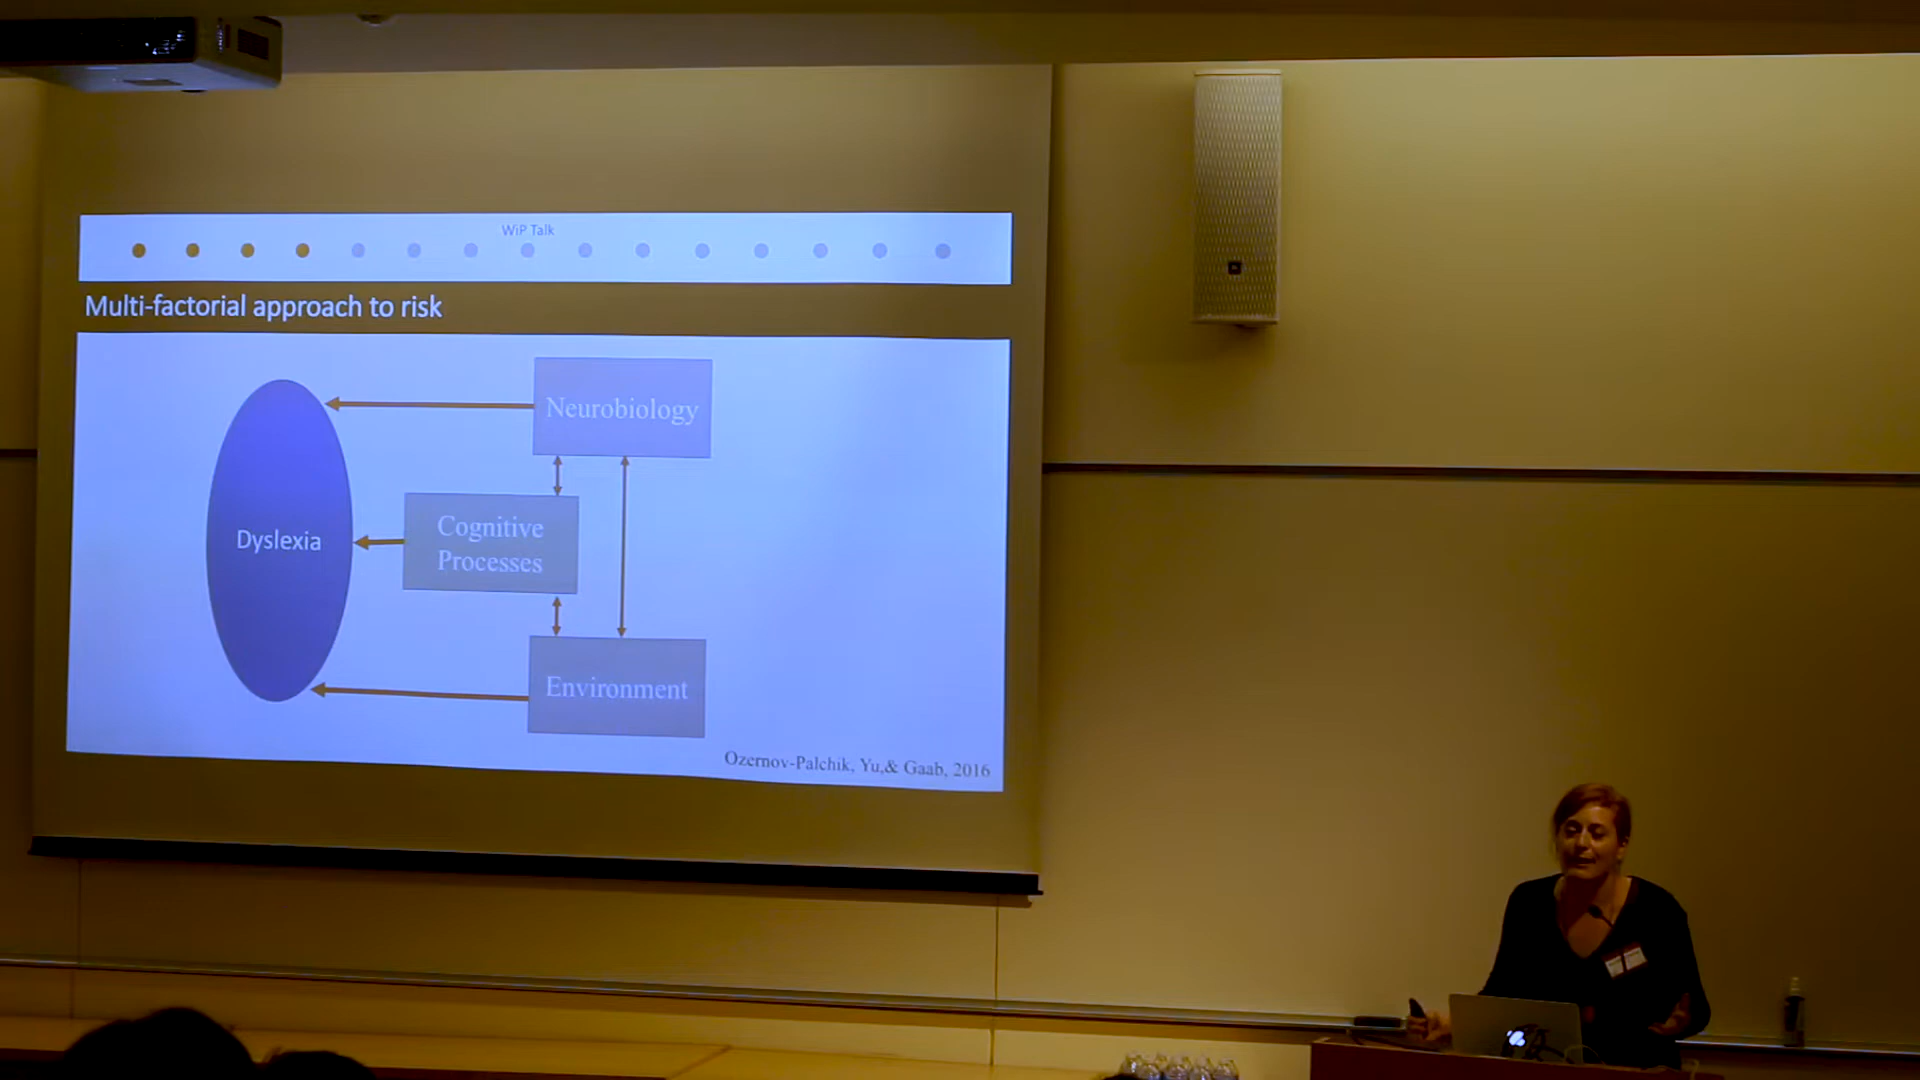 WiP Talk
Multi-factorial approach to risk
Neurobiology
Cognitive
Processes
Dyslexia
Environment
Ozernov-Palchik, Yu,& Gaab, 2016